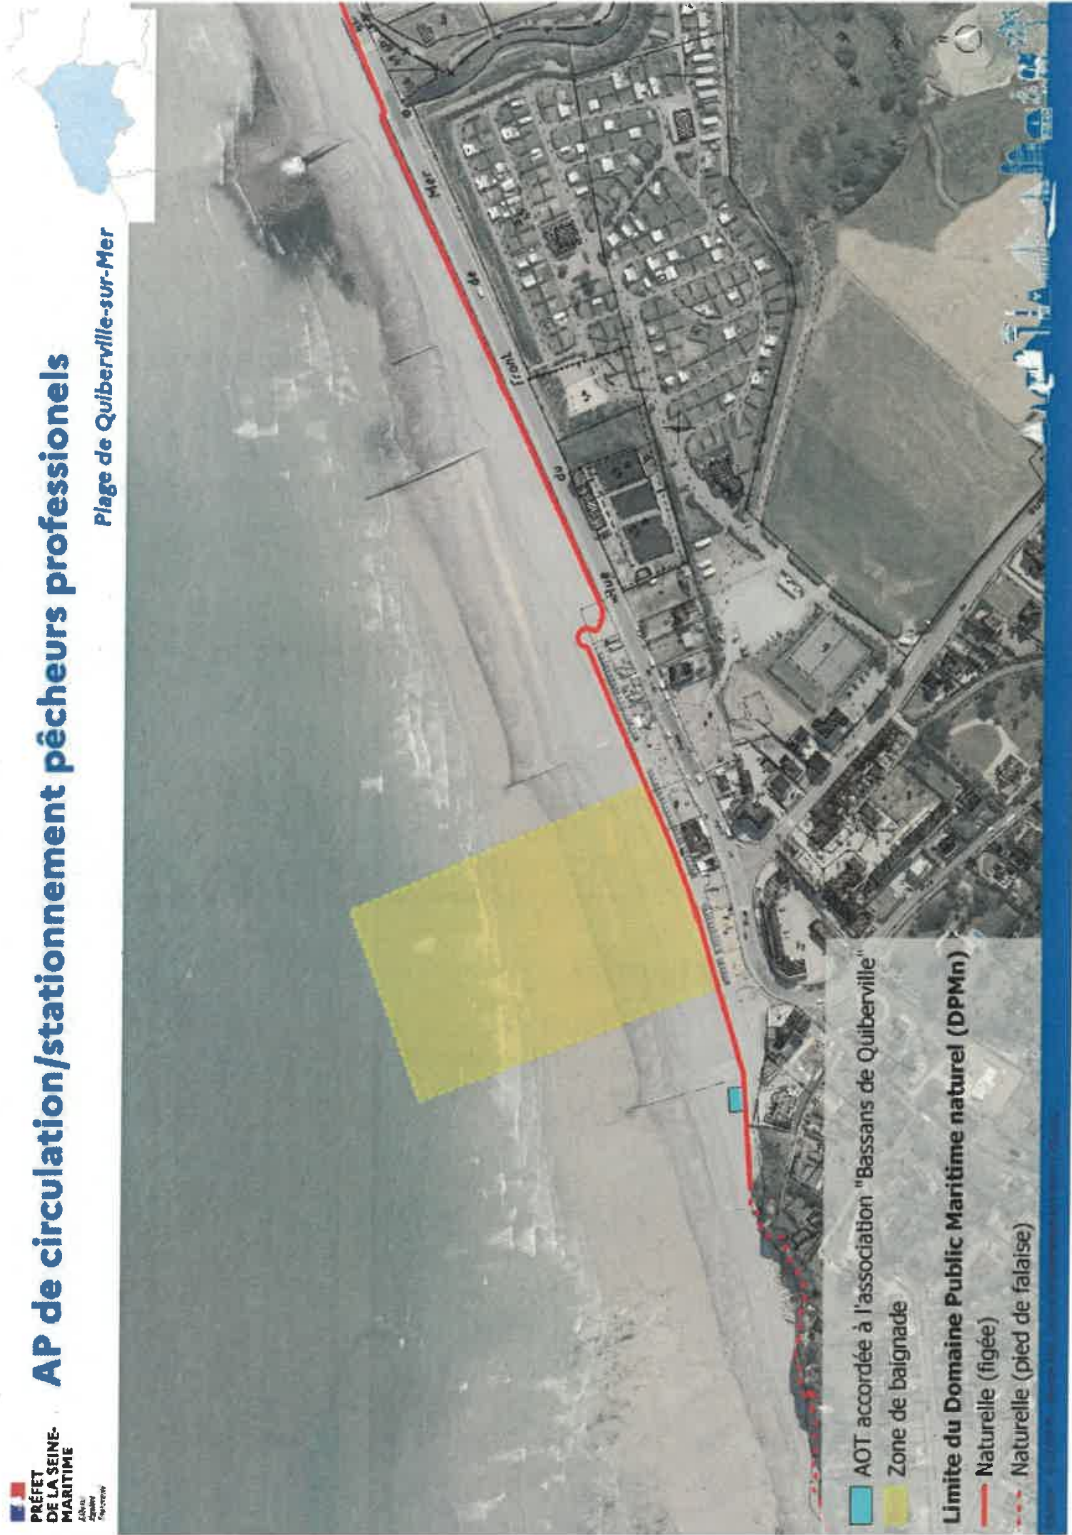 PRÉFET
DE LA SEINE-
MARITIME
AP de circulation/stationnement pêcheurs professionels
Plage de Quiberville-sur-Mer
Rue du Front de Mer
AOT accordée à l'association "Bassans de Quiberville"
Zone de baignade
Limite du Domaine Public Maritime naturel (DPMn)
Naturelle (figée)
Naturelle (pied de falaise)